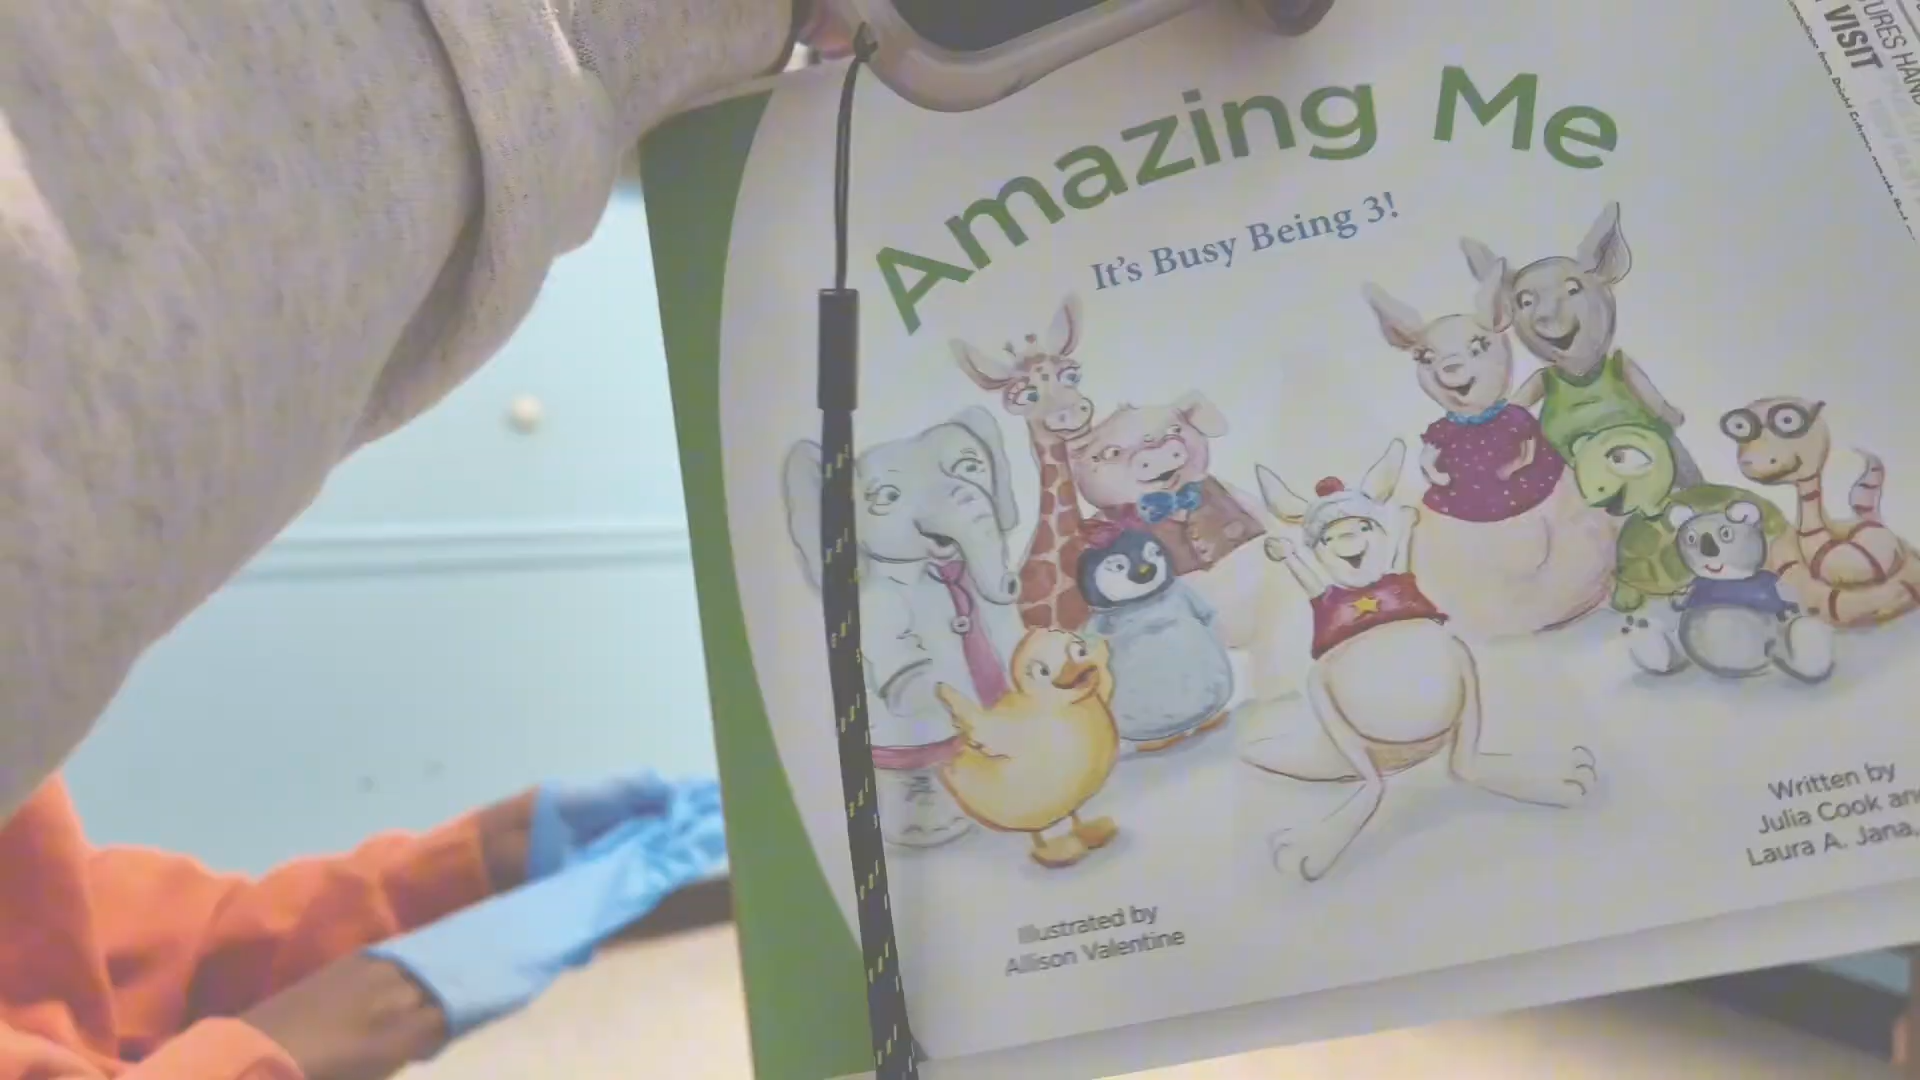 VISIT
Amazing Me
It's Busy Being 3!
Written by
Julia Cook
Laura A. Jana,
Illustrated by
Allison Valentine